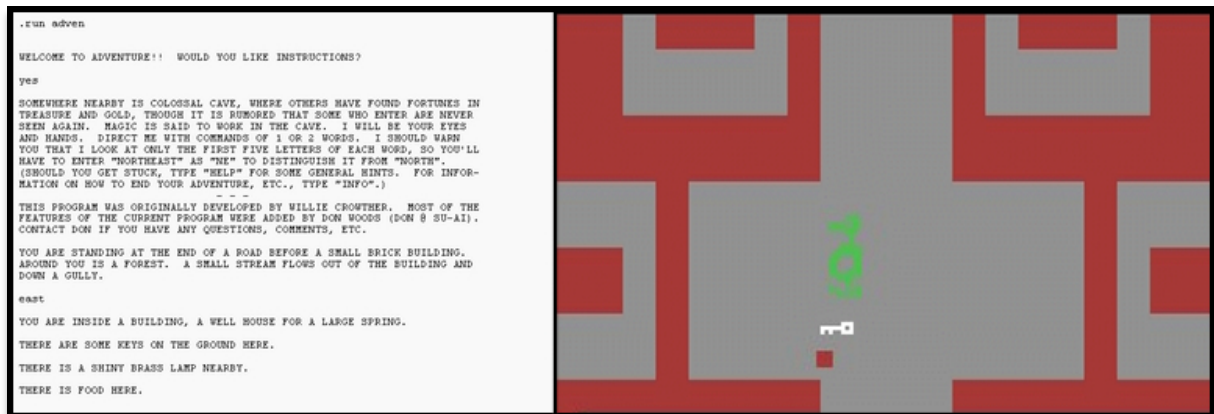 .run adven
WELCOME TO ADVENTURE!!  WOULD YOU LIKE INSTRUCTIONS?
yes
SOMEWHERE NEARBY IS COLOSSAL CAVE, WHERE OTHERS HAVE FOUND FORTUNES IN
TREASURE AND GOLD, THOUGH IT IS RUMORED THAT SOME WHO ENTER ARE NEVER
SEEN AGAIN.  MAGIC IS SAID TO WORK IN THE CAVE.  I WILL BE YOUR EYES
AND HANDS.  DIRECT ME WITH COMMANDS OF 1 OR 2 WORDS.  I SHOULD WARN
YOU THAT I LOOK AT ONLY THE FIRST FIVE LETTERS OF EACH WORD, SO YOU'LL
HAVE TO ENTER "NORTHEAST" AS "NE" TO DISTINGUISH IT FROM "NORTH".
(SHOULD YOU GET STUCK, TYPE "HELP" FOR SOME GENERAL HINTS.  FOR INFOR-
MATION ON HOW TO END YOUR ADVENTURE, ETC., TYPE "INFO".)
- - -
THIS PROGRAM WAS ORIGINALLY DEVELOPED BY WILLIE CROWTHER.  MOST OF THE
FEATURES OF THE CURRENT PROGRAM WERE ADDED BY DON WOODS (DON @ SU-AI).
CONTACT DON IF YOU HAVE ANY QUESTIONS, COMMENTS, ETC.
YOU ARE STANDING AT THE END OF A ROAD BEFORE A SMALL BRICK BUILDING.
AROUND YOU IS A FOREST.  A SMALL STREAM FLOWS OUT OF THE BUILDING AND
DOWN A GULLY.
east
YOU ARE INSIDE A BUILDING, A WELL HOUSE FOR A LARGE SPRING.
THERE ARE SOME KEYS ON THE GROUND HERE.
THERE IS A SHINY BRASS LAMP NEARBY.
THERE IS FOOD HERE.